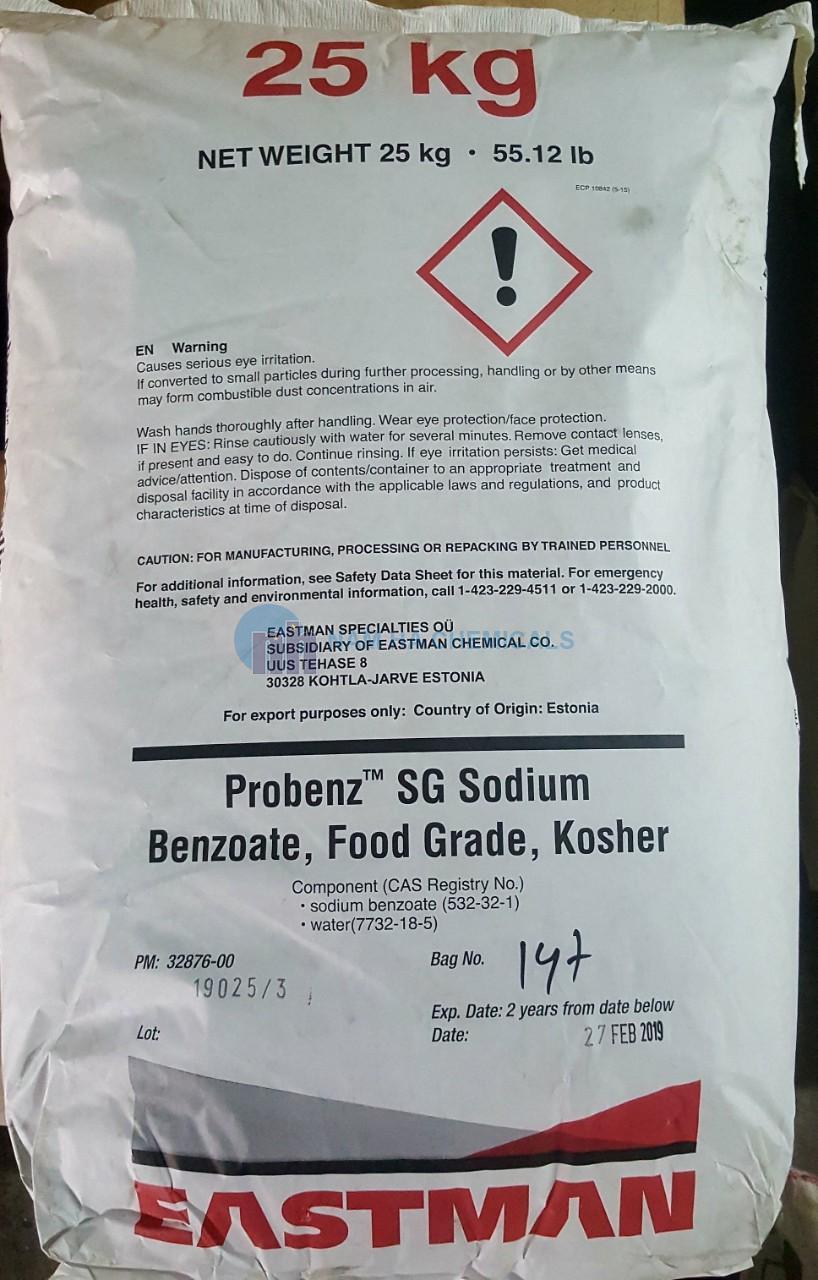 25 kg
NET WEIGHT 25 kg · 55.12 lb
ECP 10842 (5-15)
EN Warning
Causes serious eye irritation.
If converted to small particles during further processing, handling or by other means
may form combustible dust concentrations in air.
Wash hands thoroughly after handling. Wear eye protection/face protection.
IF IN EYES: Rinse cautiously with water for several minutes. Remove contact lenses,
if present and easy to do. Continue rinsing. If eye irritation persists: Get medical
advice/attention. Dispose of contents/container to an appropriate treatment and
disposal facility in accordance with the applicable laws and regulations, and product
characteristics at time of disposal.
CAUTION: FOR MANUFACTURING, PROCESSING OR REPACKING BY TRAINED PERSONNEL
For additional information, see Safety Data Sheet for this material. For emergency
health, safety and environmental information, call 1-423-229-4511 or 1-423-229-2000.
EASTMAN SPECIALTIES OÜ
SUBSIDIARY OF EASTMAN CHEMICAL CO.
UUS TEHASE 8
30328 KOHTLA-JARVE ESTONIA
For export purposes only: Country of Origin: Estonia
Probenz™ SG Sodium
Benzoate, Food Grade, Kosher
Component (CAS Registry No.)
· sodium benzoate (532-32-1)
· water(7732-18-5)
PM: 32876-00
19025/3
Lot:
Bag No. 147
Exp. Date: 2 years from date below
Date: 27 FEB 2019
EASTMAN